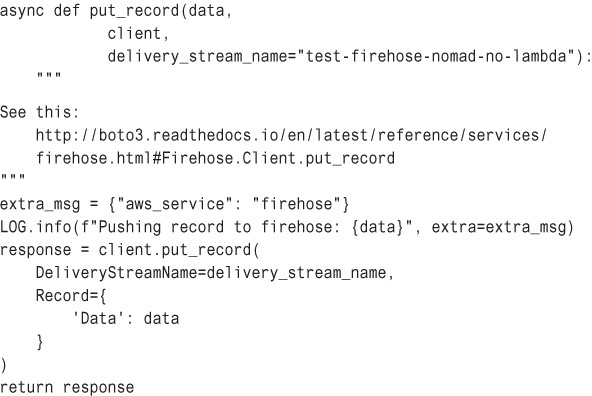 async def put_record(data,
            client,
            delivery_stream_name="test-firehose-nomad-no-lambda"):
    """
See this:
    http://boto3.readthedocs.io/en/latest/reference/services/
    firehose.html#Firehose.Client.put_record
"""
extra_msg = {"aws_service": "firehose"}
LOG.info(f"Pushing record to firehose: {data}", extra=extra_msg)
response = client.put_record(
    DeliveryStreamName=delivery_stream_name,
    Record={
        'Data': data
    }
)
return response